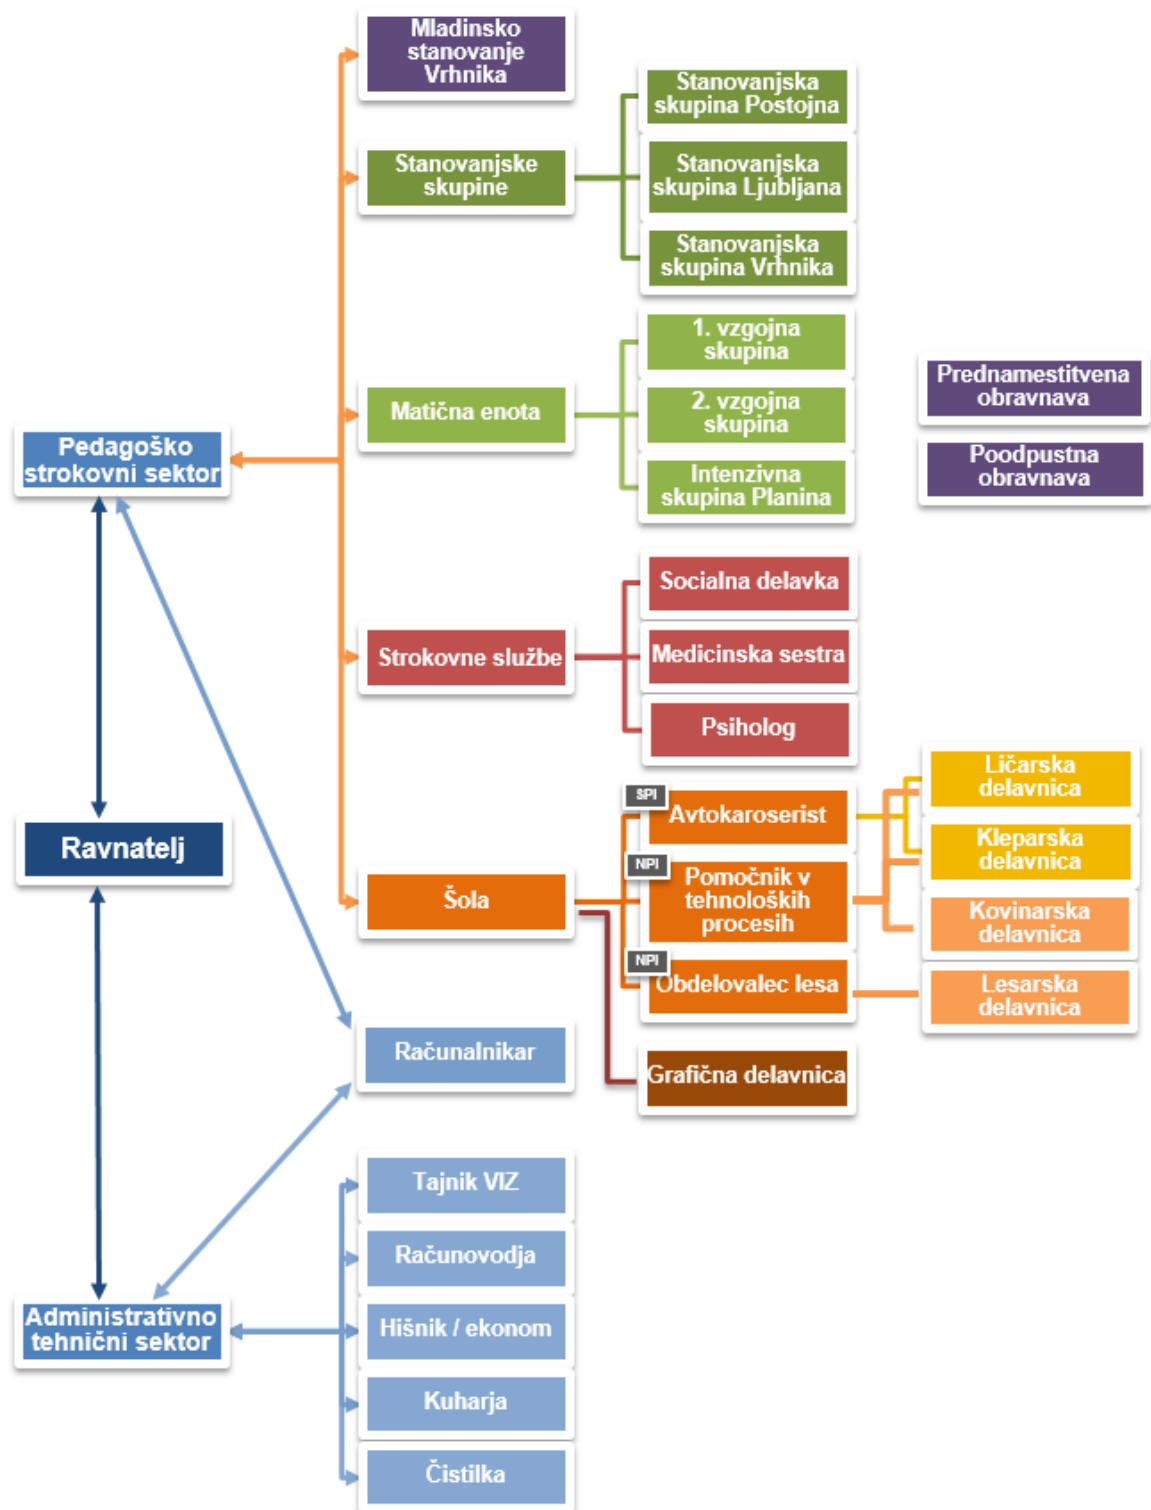 Mladinsko
stanovanje
Vrhnika
Stanovanjske
skupine
Stanovanjska
skupina Postojna
Stanovanjska
skupina Ljubljana
Stanovanjska
skupina Vrhnika
Matična enota
1. vzgojna
skupina
2. vzgojna
skupina
Intenzivna
skupina Planina
Prednamestitvena
obravnava
Poodpustna
obravnava
Pedagoško
strokovni sektor
Strokovne službe
Socialna delavka
Medicinska sestra
Psiholog
Ravnatelj
Šola
SPI
Avtokaroserist
NPI
Pomočnik v
tehnoloških
procesih
NPI
Obdelovalec lesa
Grafična delavnica
Ličarska
delavnica
Kleparska
delavnica
Kovinarska
delavnica
Lesarska
delavnica
Računalnikar
Administrativno
tehnični sektor
Tajnik VIZ
Računovodja
Hišnik / ekonom
Kuharja
Čistilka